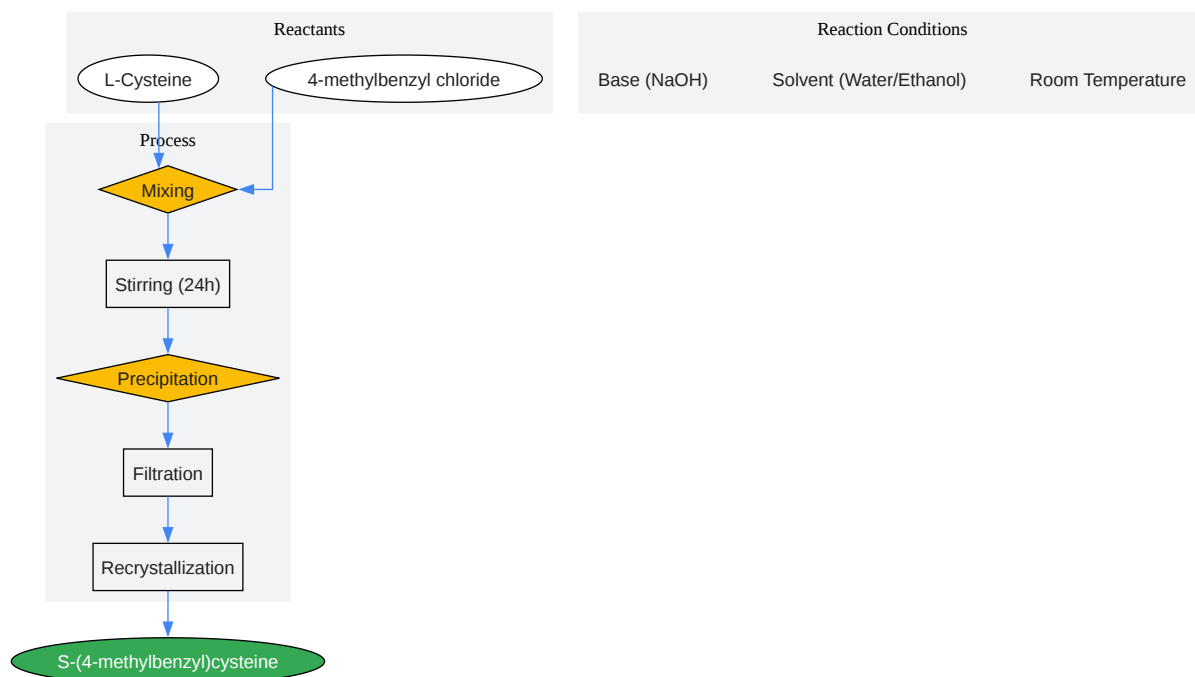 Reactants
L-Cysteine
4-methylbenzyl chloride
Reaction Conditions
Base (NaOH)
Solvent (Water/Ethanol)
Room Temperature
Process
Mixing
Stirring (24h)
Precipitation
Filtration
Recrystallization
S-(4-methylbenzyl)cysteine